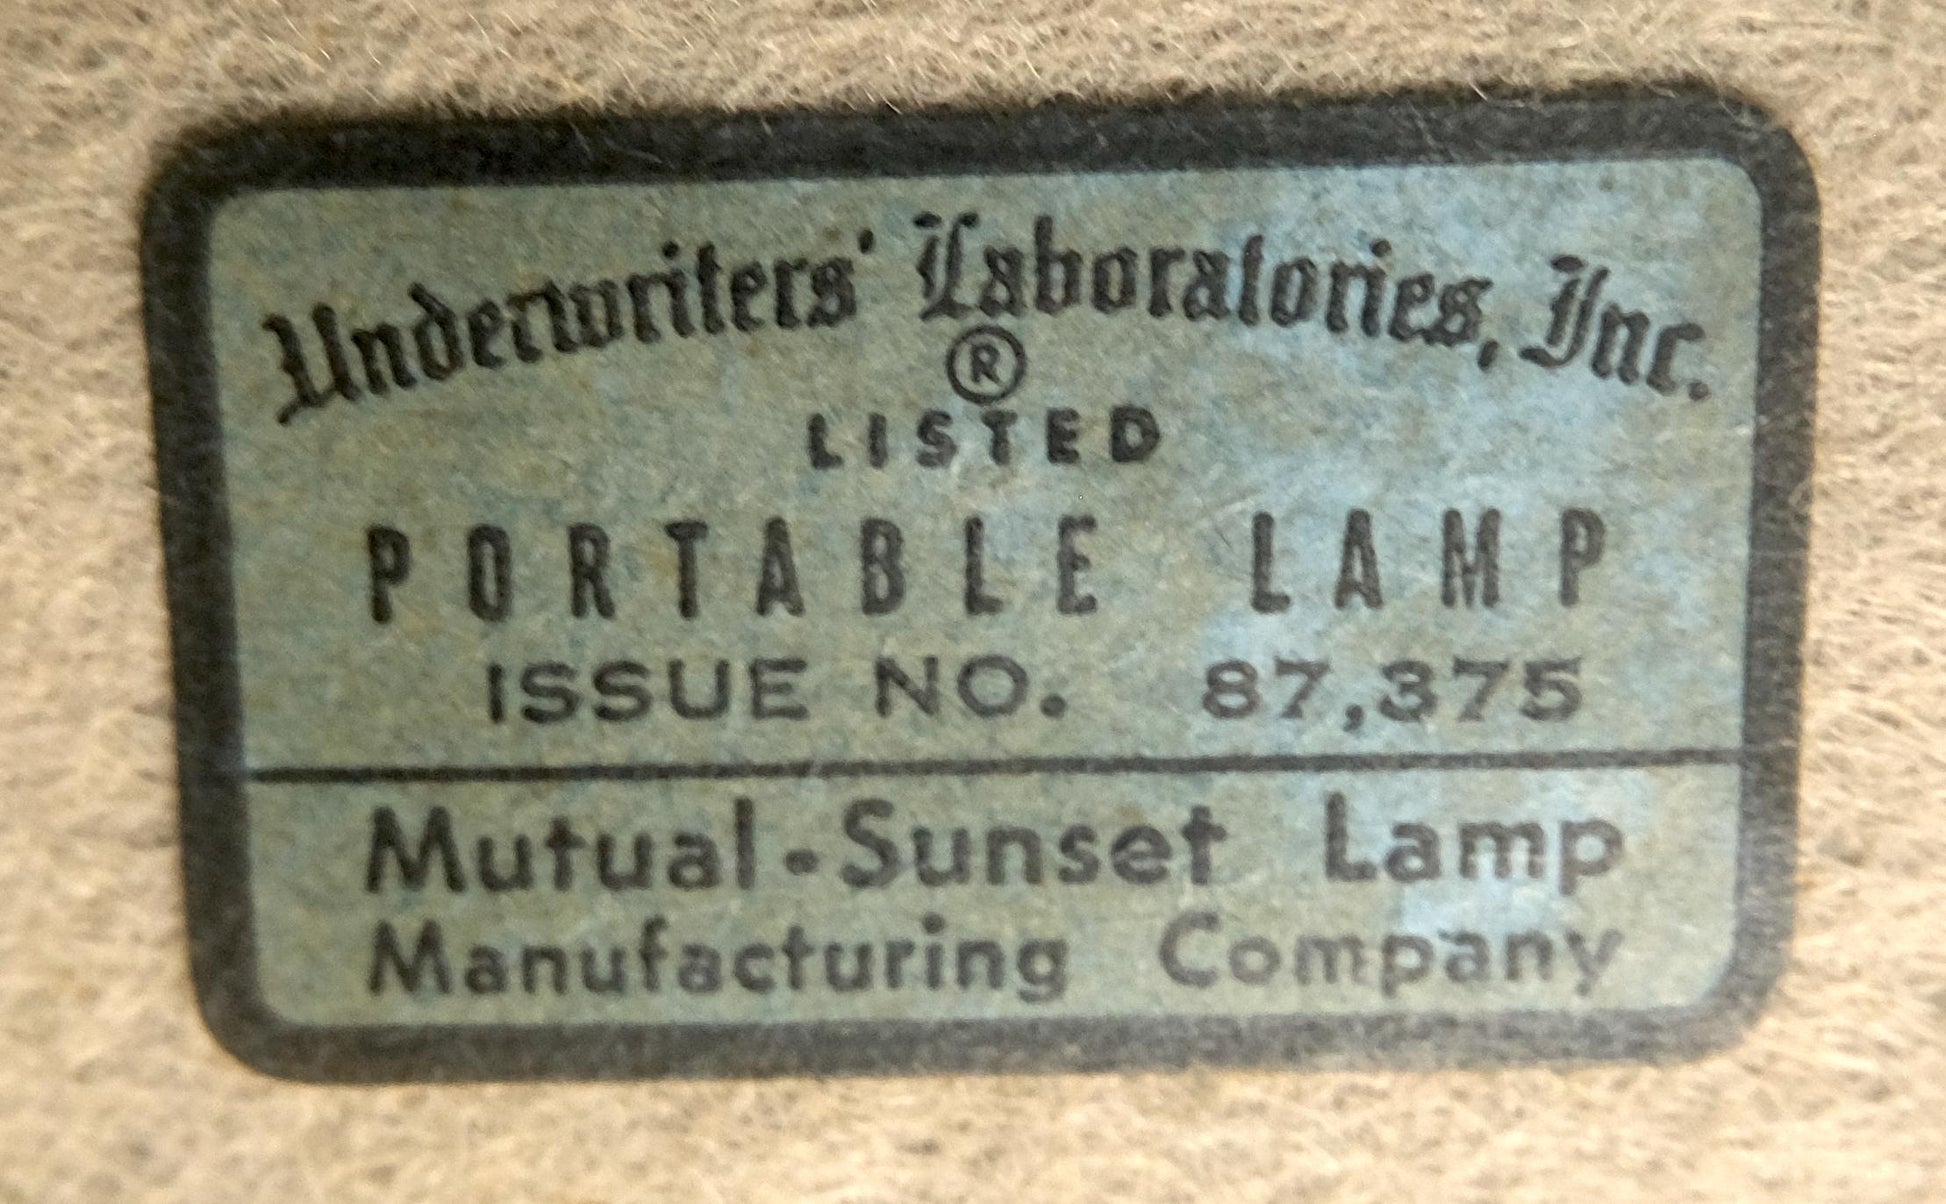 Underwriters' Laboratories, Inc.
®
LISTED
PORTABLE LAMP
ISSUE NO. 87,375
Mutual-Sunset Lamp
Manufacturing Company